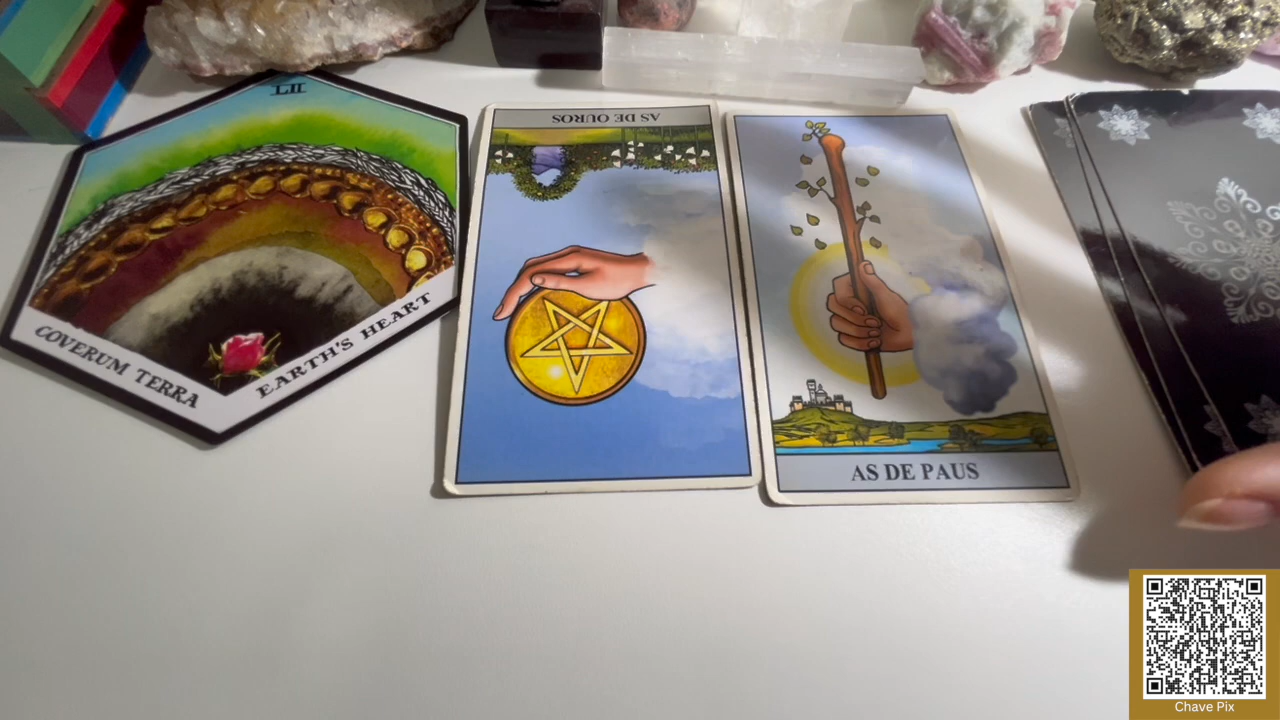 LII
COVERUM TERRA
EARTH'S HEART
AS DE OUROS
AS DE PAUS
Chave Pix